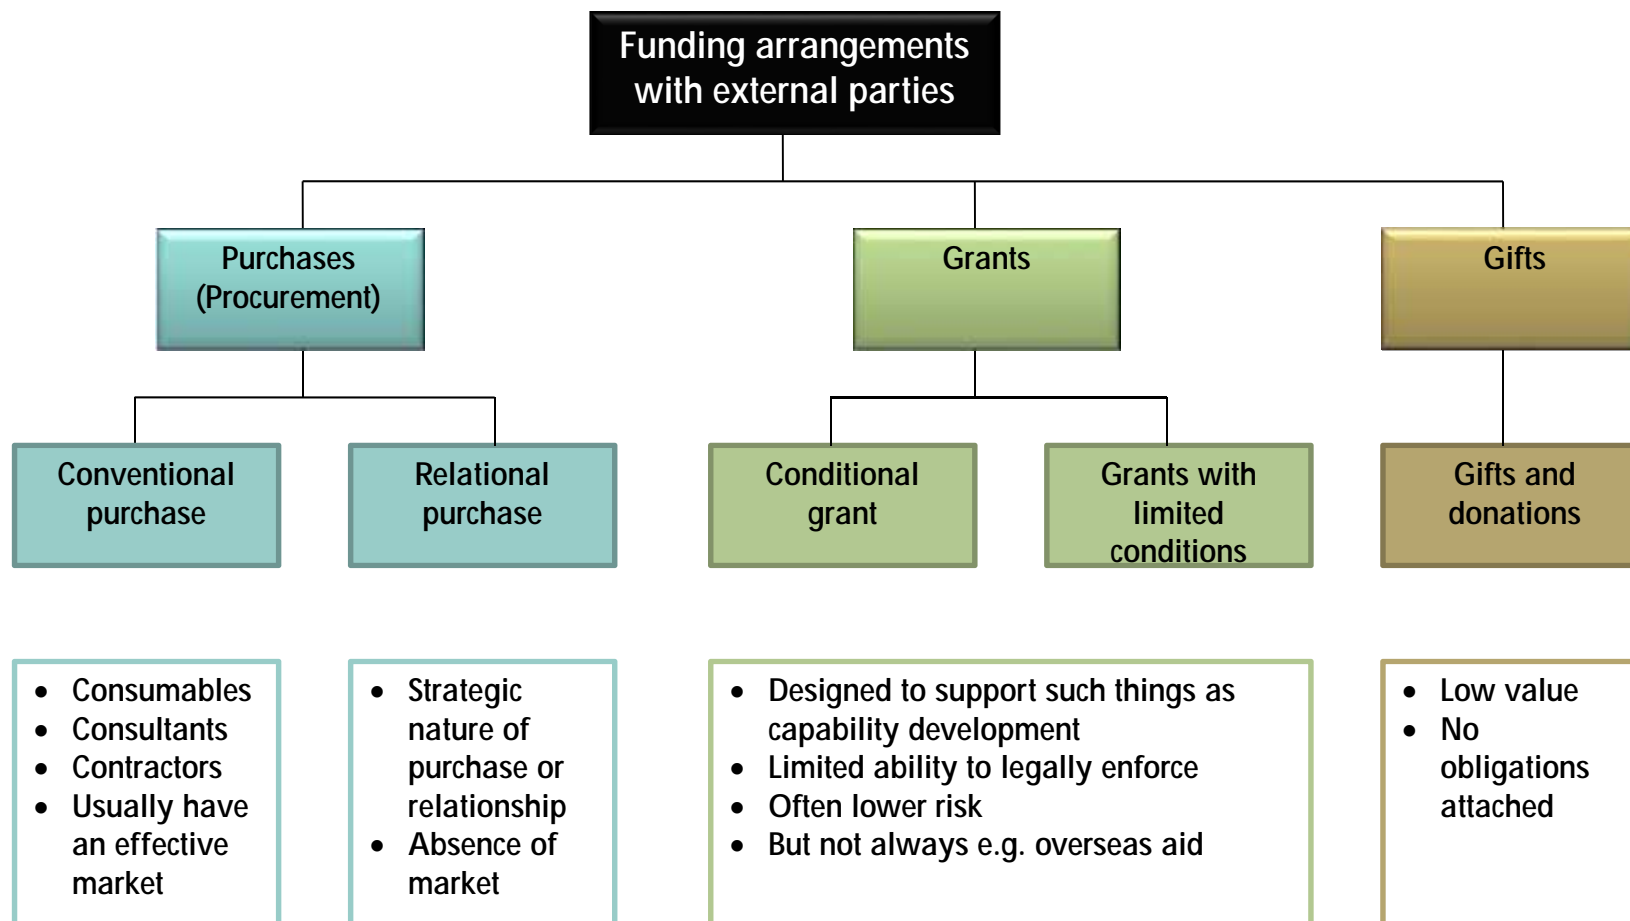 Funding arrangements
with external parties
Purchases
(Procurement)
Grants
Gifts
Conventional
purchase
Relational
purchase
Conditional
grant
Grants with
limited
conditions
Gifts and
donations
• Consumables
• Consultants
• Contractors
• Usually have
an effective
market
• Strategic
nature of
purchase or
relationship
• Absence of
market
• Designed to support such things as
capability development
• Limited ability to legally enforce
• Often lower risk
• But not always e.g. overseas aid
• Low value
• No
obligations
attached